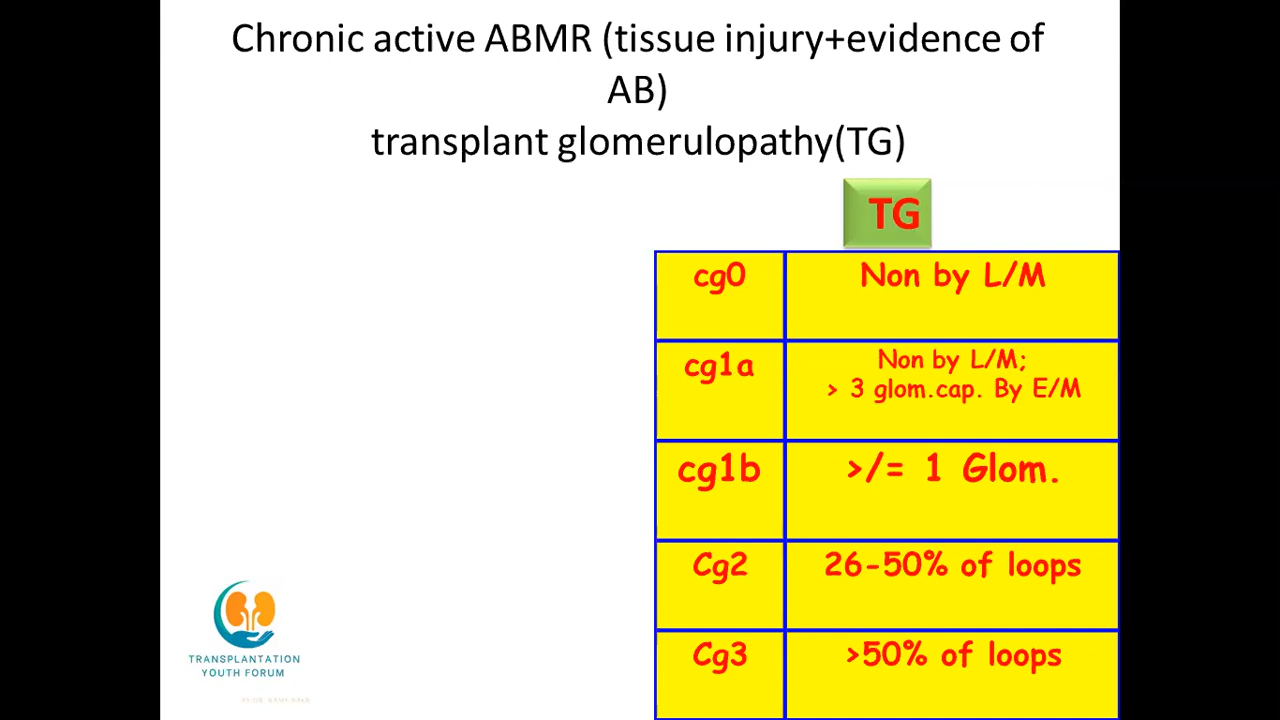 Chronic active ABMR (tissue injury+evidence of
AB)
transplant glomerulopathy(TG)
TG
cg0 Non by L/M
cg1a Non by L/M;
> 3 glom.cap. By E/M
cg1b >/= 1 Glom.
Cg2 26-50% of loops
Cg3 >50% of loops
TRANSPLANTATION
YOUTH FORUM